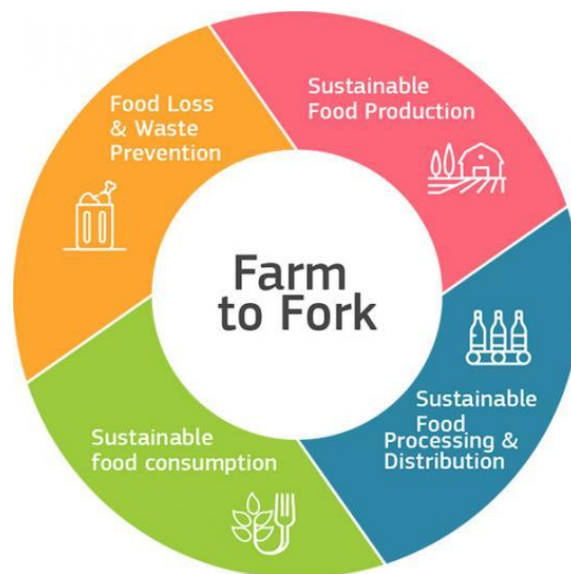 Farm
to Fork
Sustainable
Food Production
Sustainable
Food
Processing &
Distribution
Sustainable
food consumption
Food Loss
& Waste
Prevention